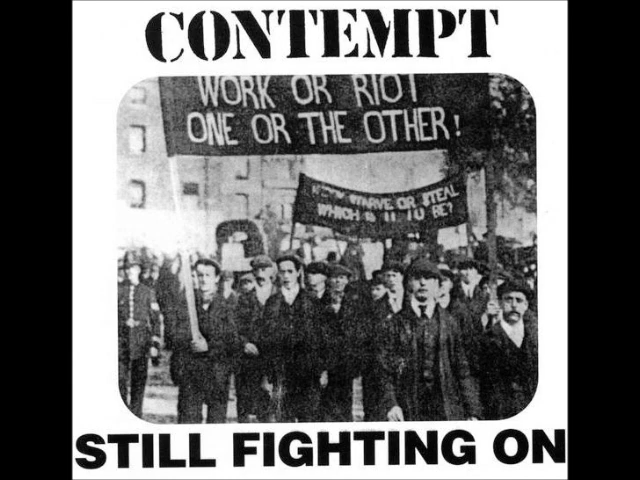 CONTEMPT
WORK OR RIOT
ONE OR THE OTHER!
STARVE OR STEAL
WHICH IS IT TO BE?
STILL FIGHTING ON